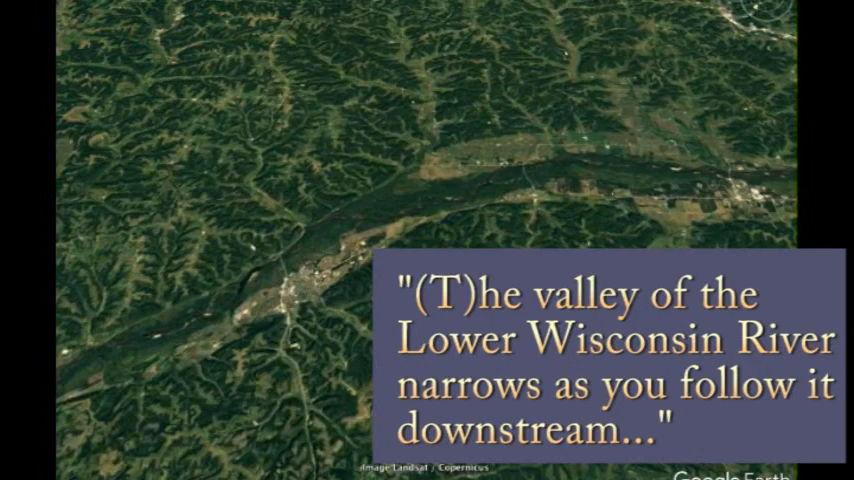 "(T)he valley of the
Lower Wisconsin River
narrows as you follow it
downstream..."
Image Landsat / Copernicus
Google Earth